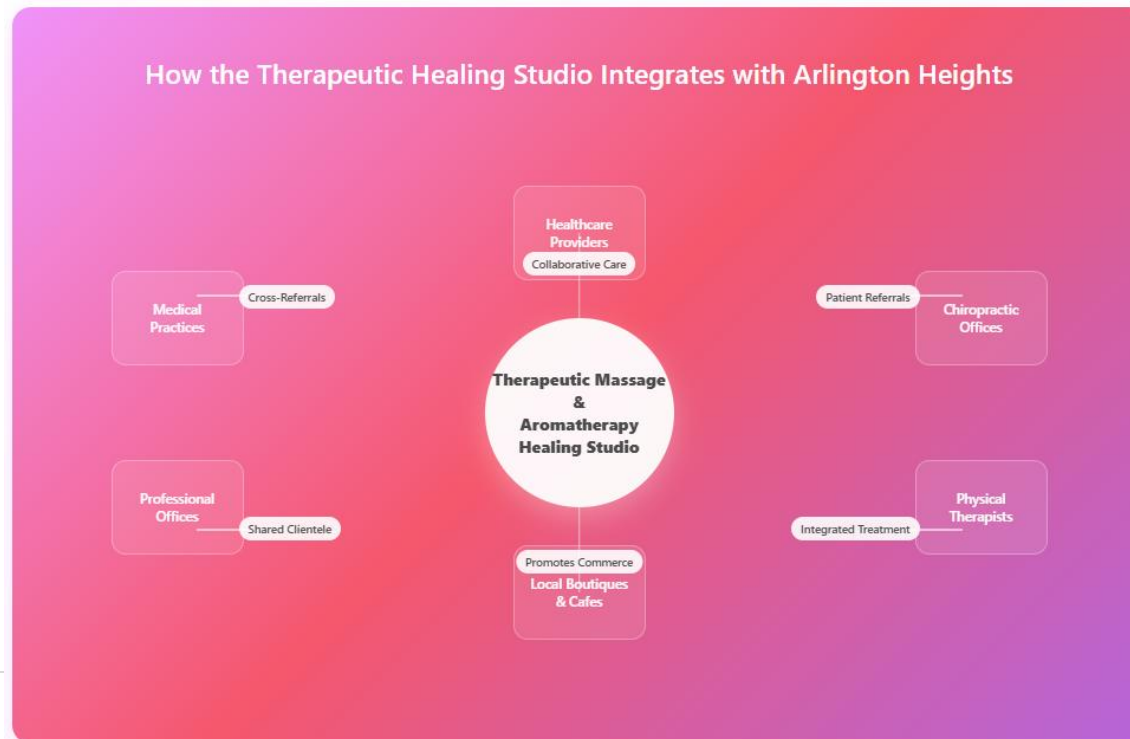 How the Therapeutic Healing Studio Integrates with Arlington Heights
Healthcare
Providers
Collaborative Care
Medical
Practices
Cross-Referrals
Patient Referrals
Chiropractic
Offices
Therapeutic Massage
&
Aromatherapy
Healing Studio
Professional
Offices
Shared Clientele
Integrated Treatment
Physical
Therapists
Promotes Commerce
Local Boutiques
& Cafes